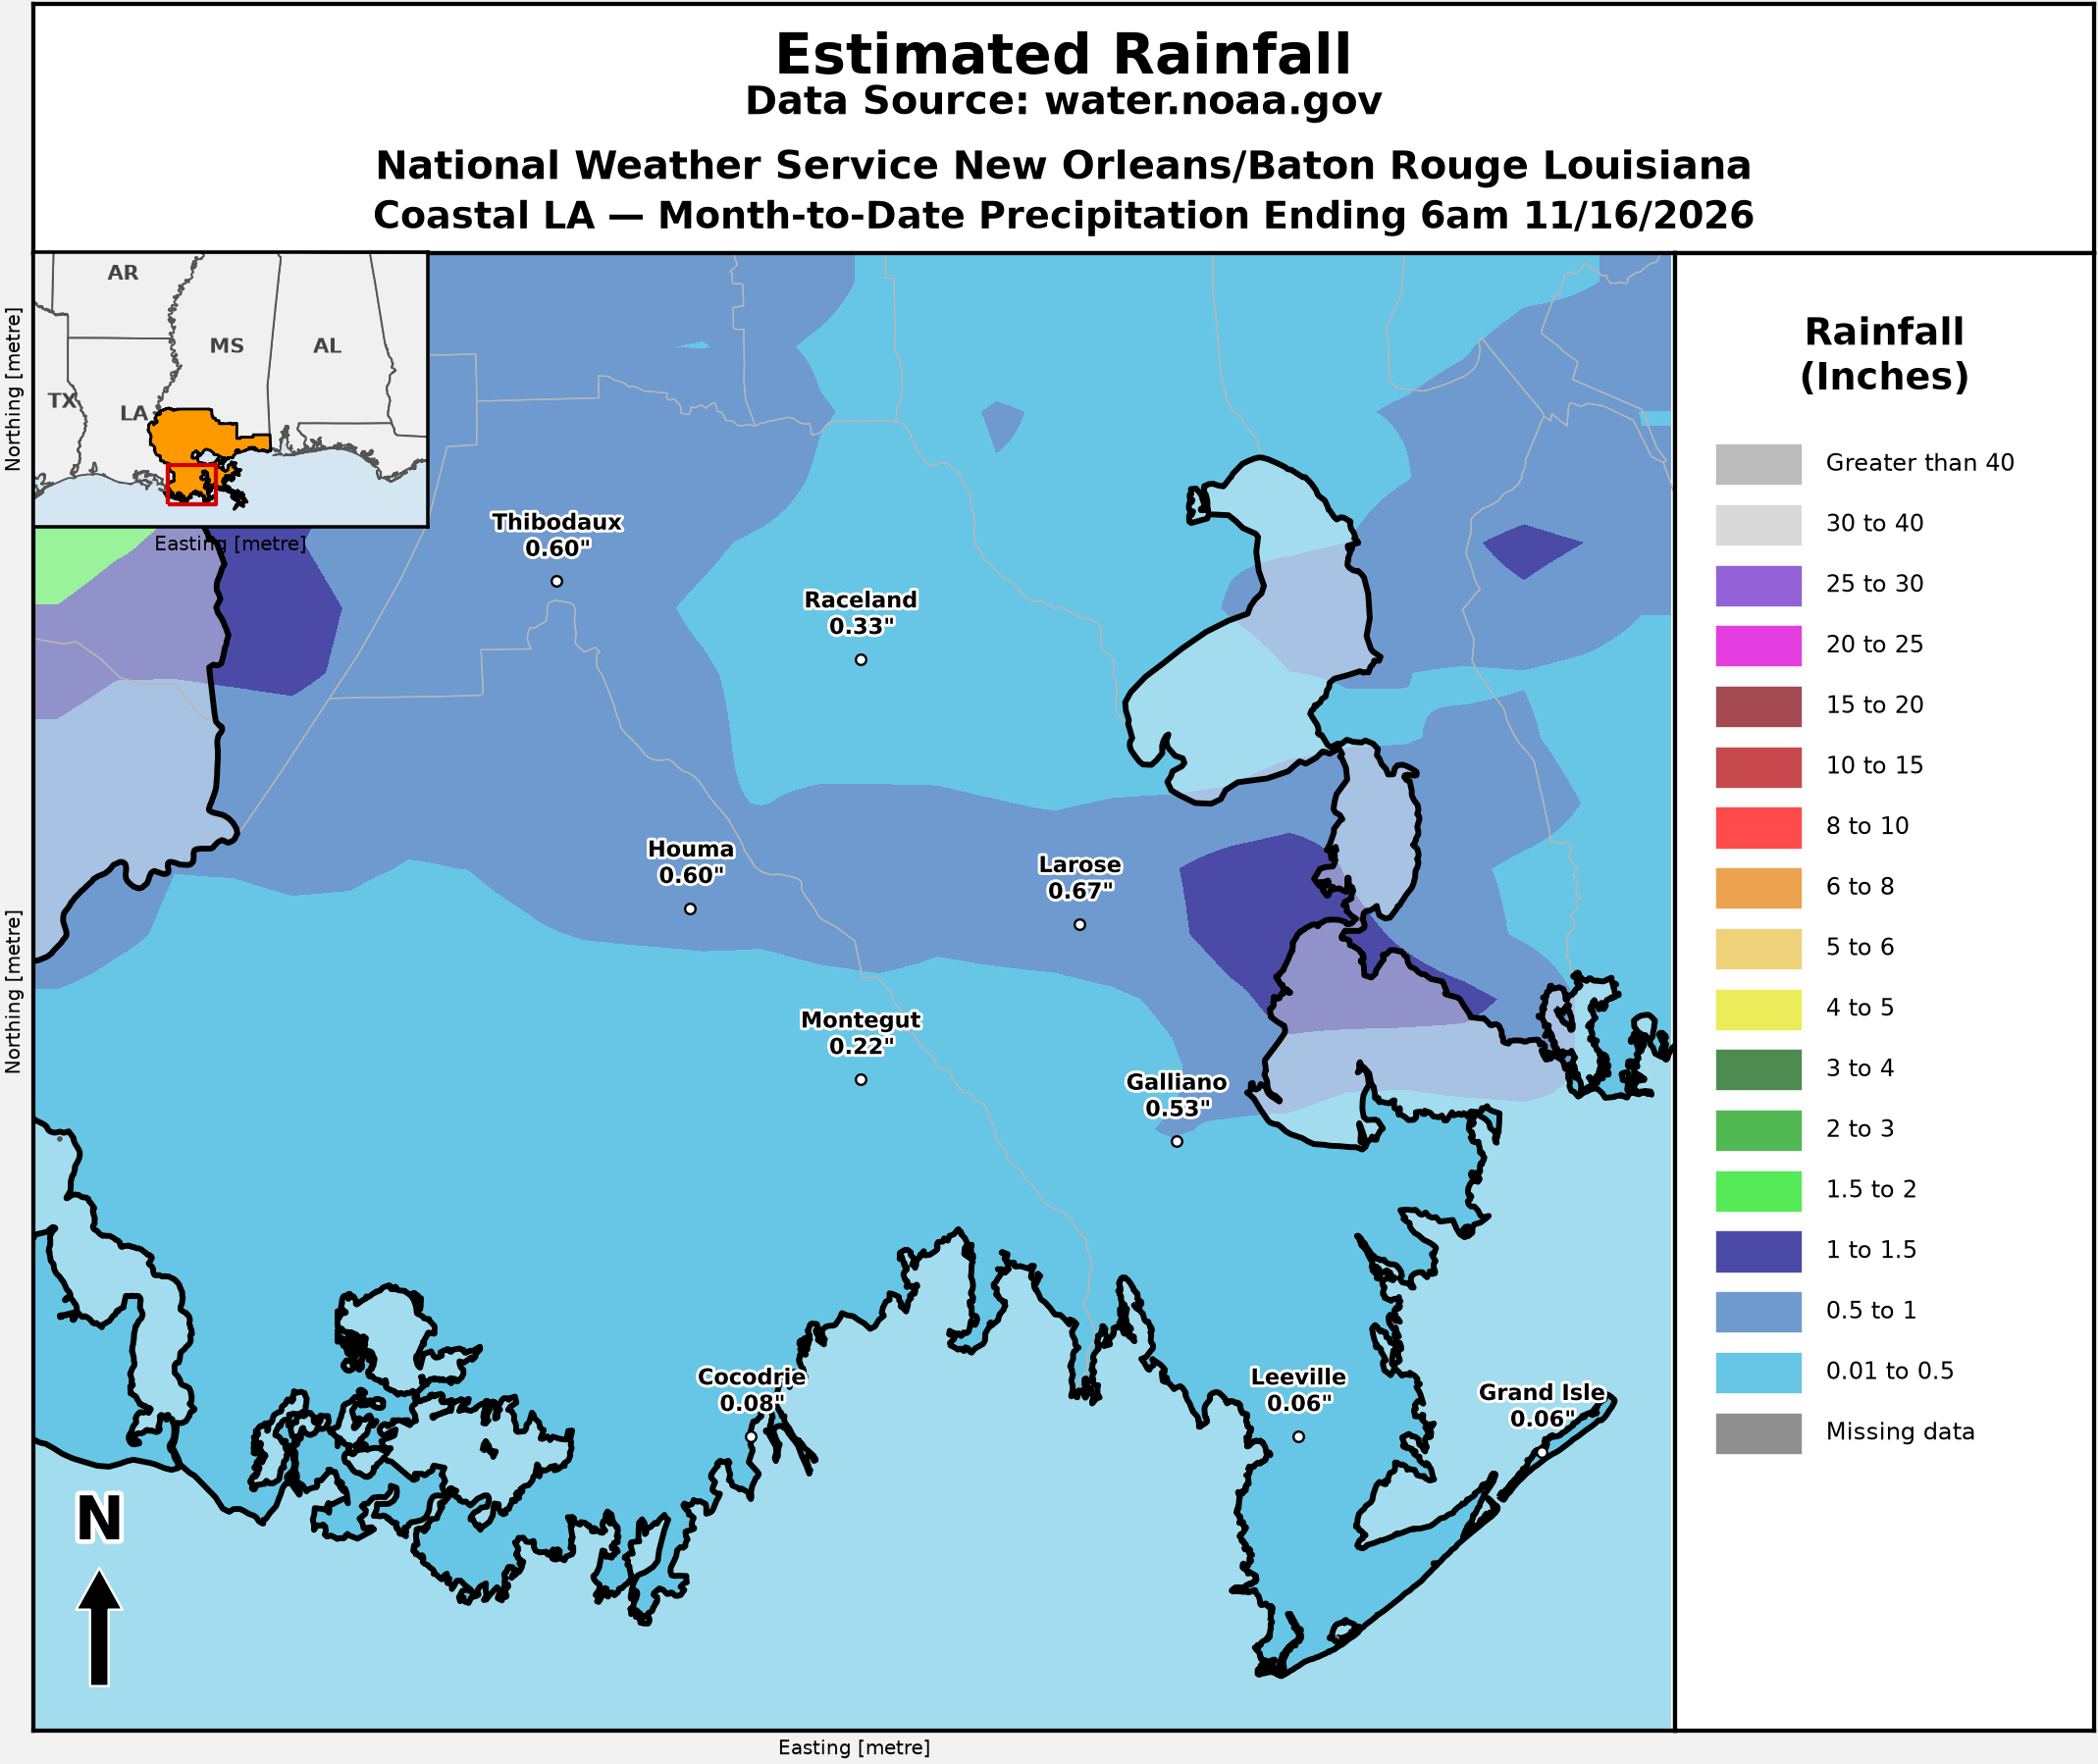 Estimated Rainfall
Data Source: water.noaa.gov
National Weather Service New Orleans/Baton Rouge Louisiana
Coastal LA — Month-to-Date Precipitation Ending 6am 11/16/2026
Northing [metre]
AR
MS
AL
TX
LA
Easting [metre]
Thibodaux
0.60"
Raceland
0.33"
Houma
0.60"
Larose
0.67"
Northing [metre]
Montegut
0.22"
Galliano
0.53"
Cocodrie
0.08"
Leeville
0.06"
Grand Isle
0.06"
N
Easting [metre]
Rainfall
(Inches)
Greater than 40
30 to 40
25 to 30
20 to 25
15 to 20
10 to 15
8 to 10
6 to 8
5 to 6
4 to 5
3 to 4
2 to 3
1.5 to 2
1 to 1.5
0.5 to 1
0.01 to 0.5
Missing data